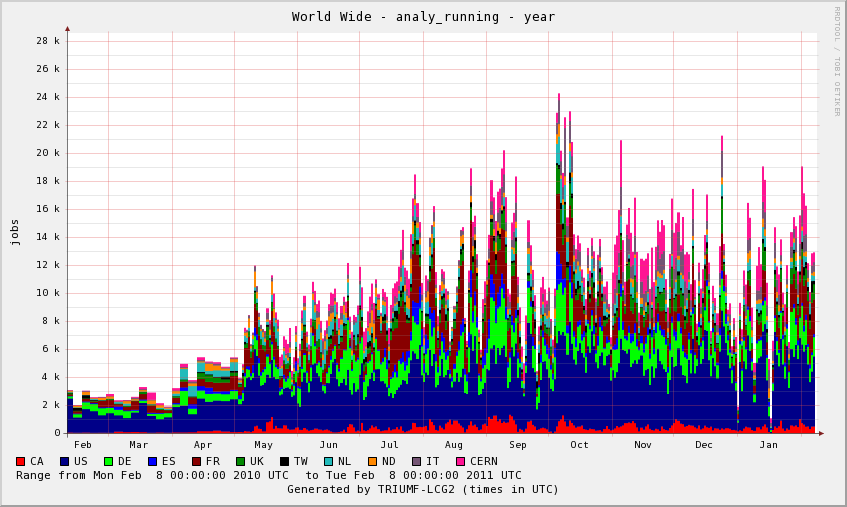 World Wide - analy_running - year
RRDTOOL / TOBI OETIKER
jobs
28 k
26 k
24 k
22 k
20 k
18 k
16 k
14 k
12 k
10 k
8 k
6 k
4 k
2 k
0
Feb Mar Apr May Jun Jul Aug Sep Oct Nov Dec Jan
CA US DE ES FR UK TW NL ND IT CERN
Range from Mon Feb  8 00:00:00 2010 UTC  to Tue Feb  8 00:00:00 2011 UTC
Generated by TRIUMF-LCG2 (times in UTC)